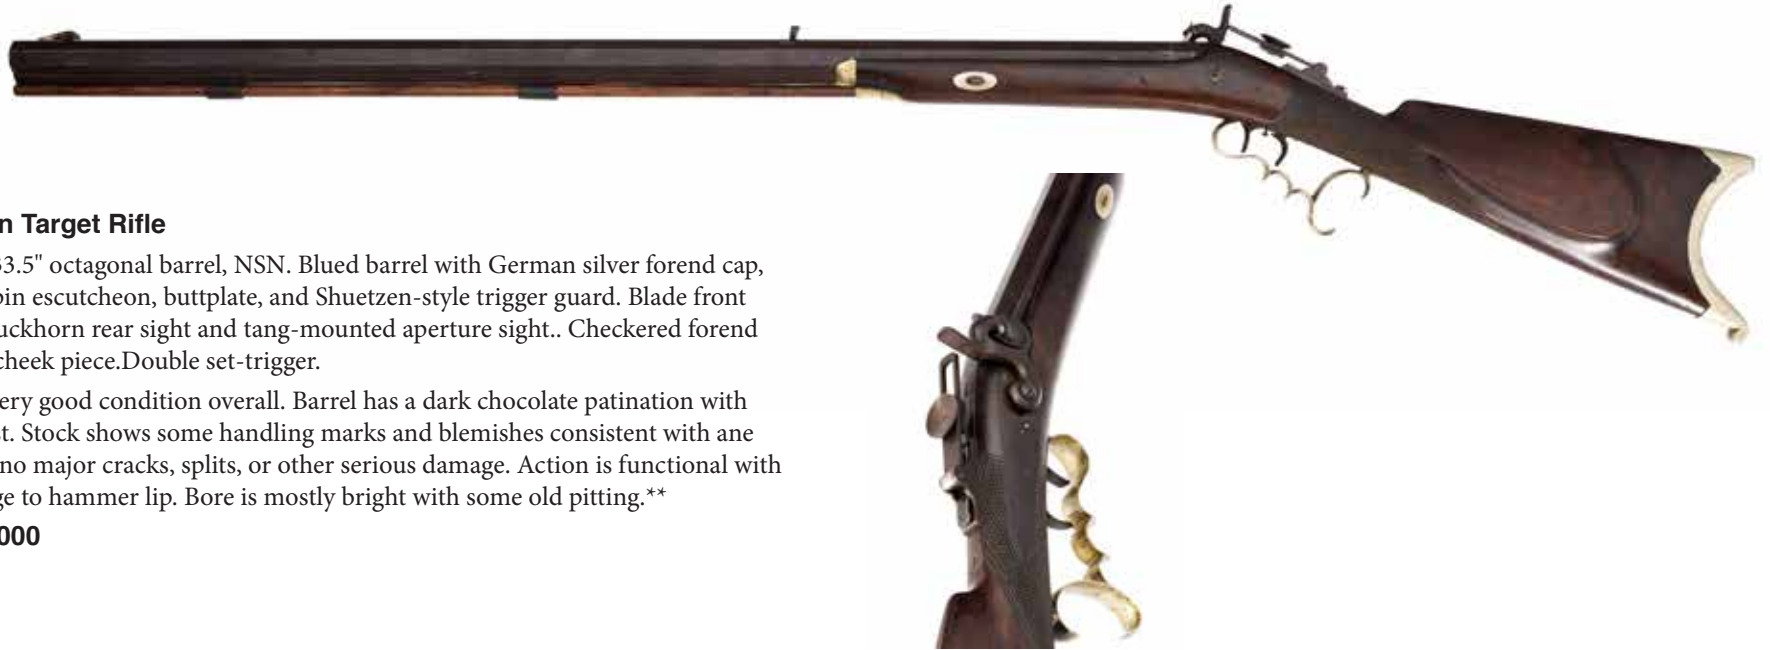 n Target Rifle
33.5" octagonal barrel, NSN. Blued barrel with German silver forend cap,
pin escutcheon, buttplate, and Shuetzen-style trigger guard. Blade front
uckhorn rear sight and tang-mounted aperture sight.. Checkered forend
cheek piece.Double set-trigger.
ery good condition overall. Barrel has a dark chocolate patination with
st. Stock shows some handling marks and blemishes consistent with ane
no major cracks, splits, or other serious damage. Action is functional with
ge to hammer lip. Bore is mostly bright with some old pitting.**
000